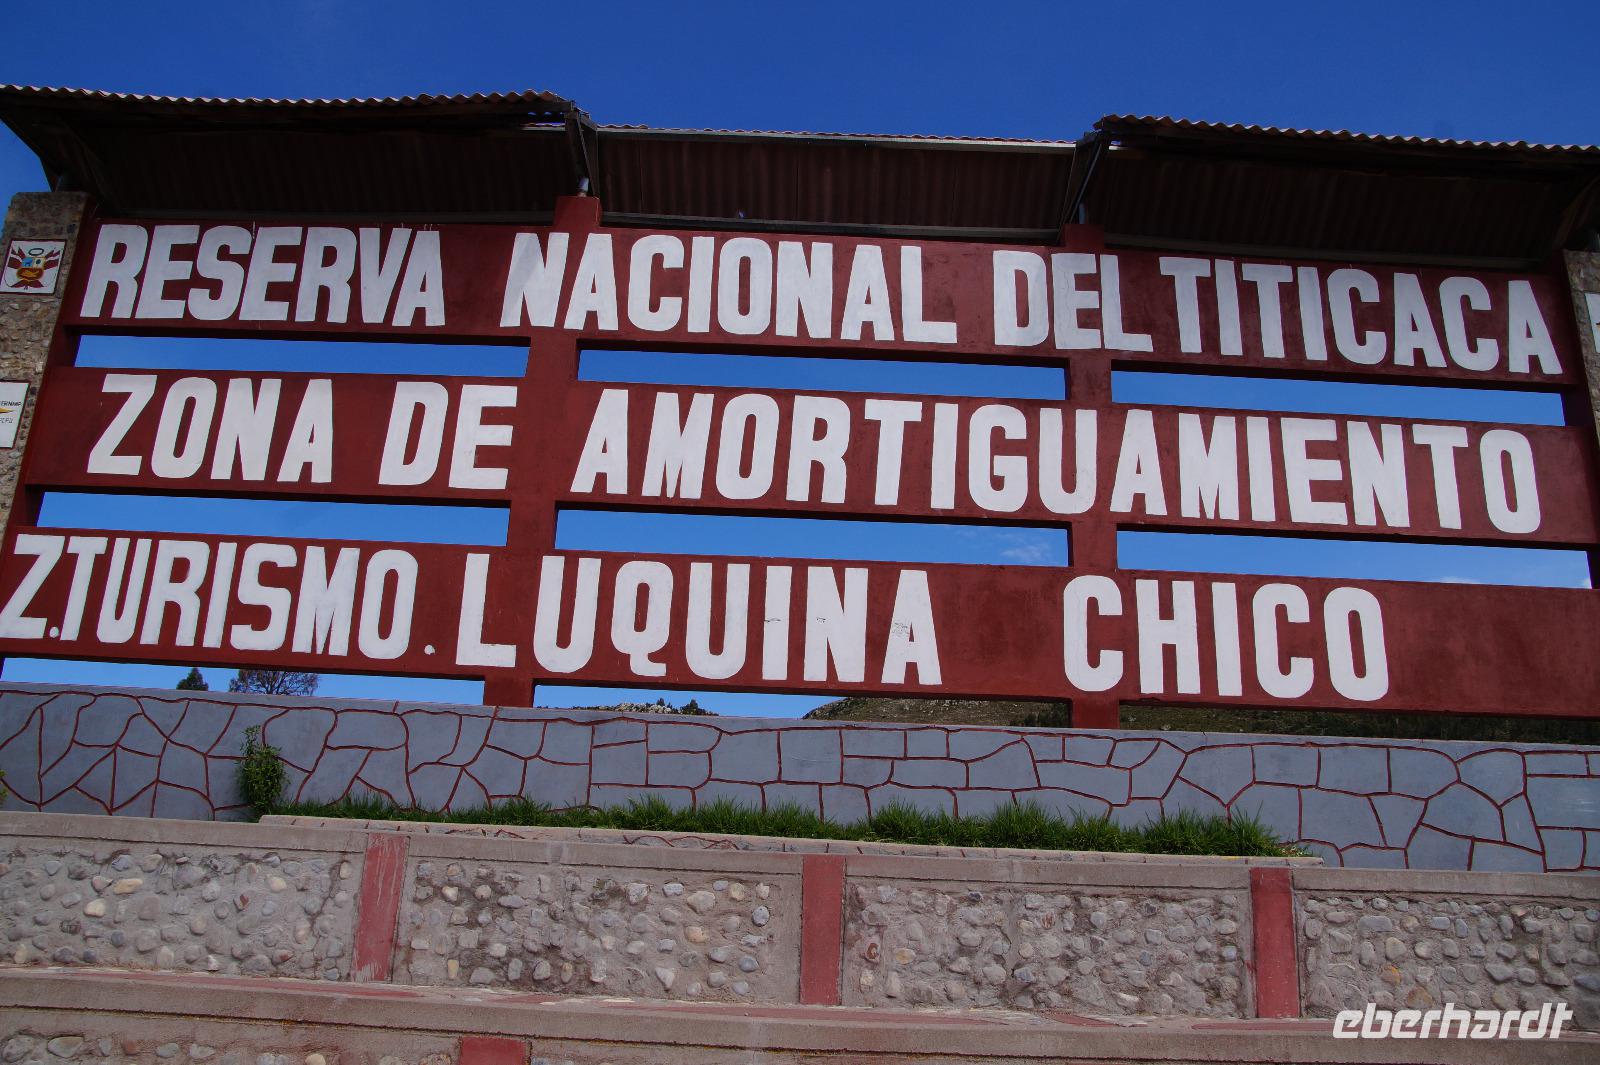 RESERVA NACIONAL DEL TITICACA
ZONA DE AMORTIGUAMIENTO
Z.TURISMO. LUQUINA CHICO
eberhardt